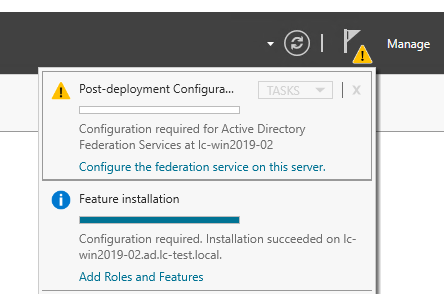 Manage
Post-deployment Configura...
TASKS
x
Configuration required for Active Directory
Federation Services at lc-win2019-02
Configure the federation service on this server.
Feature installation
Configuration required. Installation succeeded on lc-
win2019-02.ad.lc-test.local.
Add Roles and Features